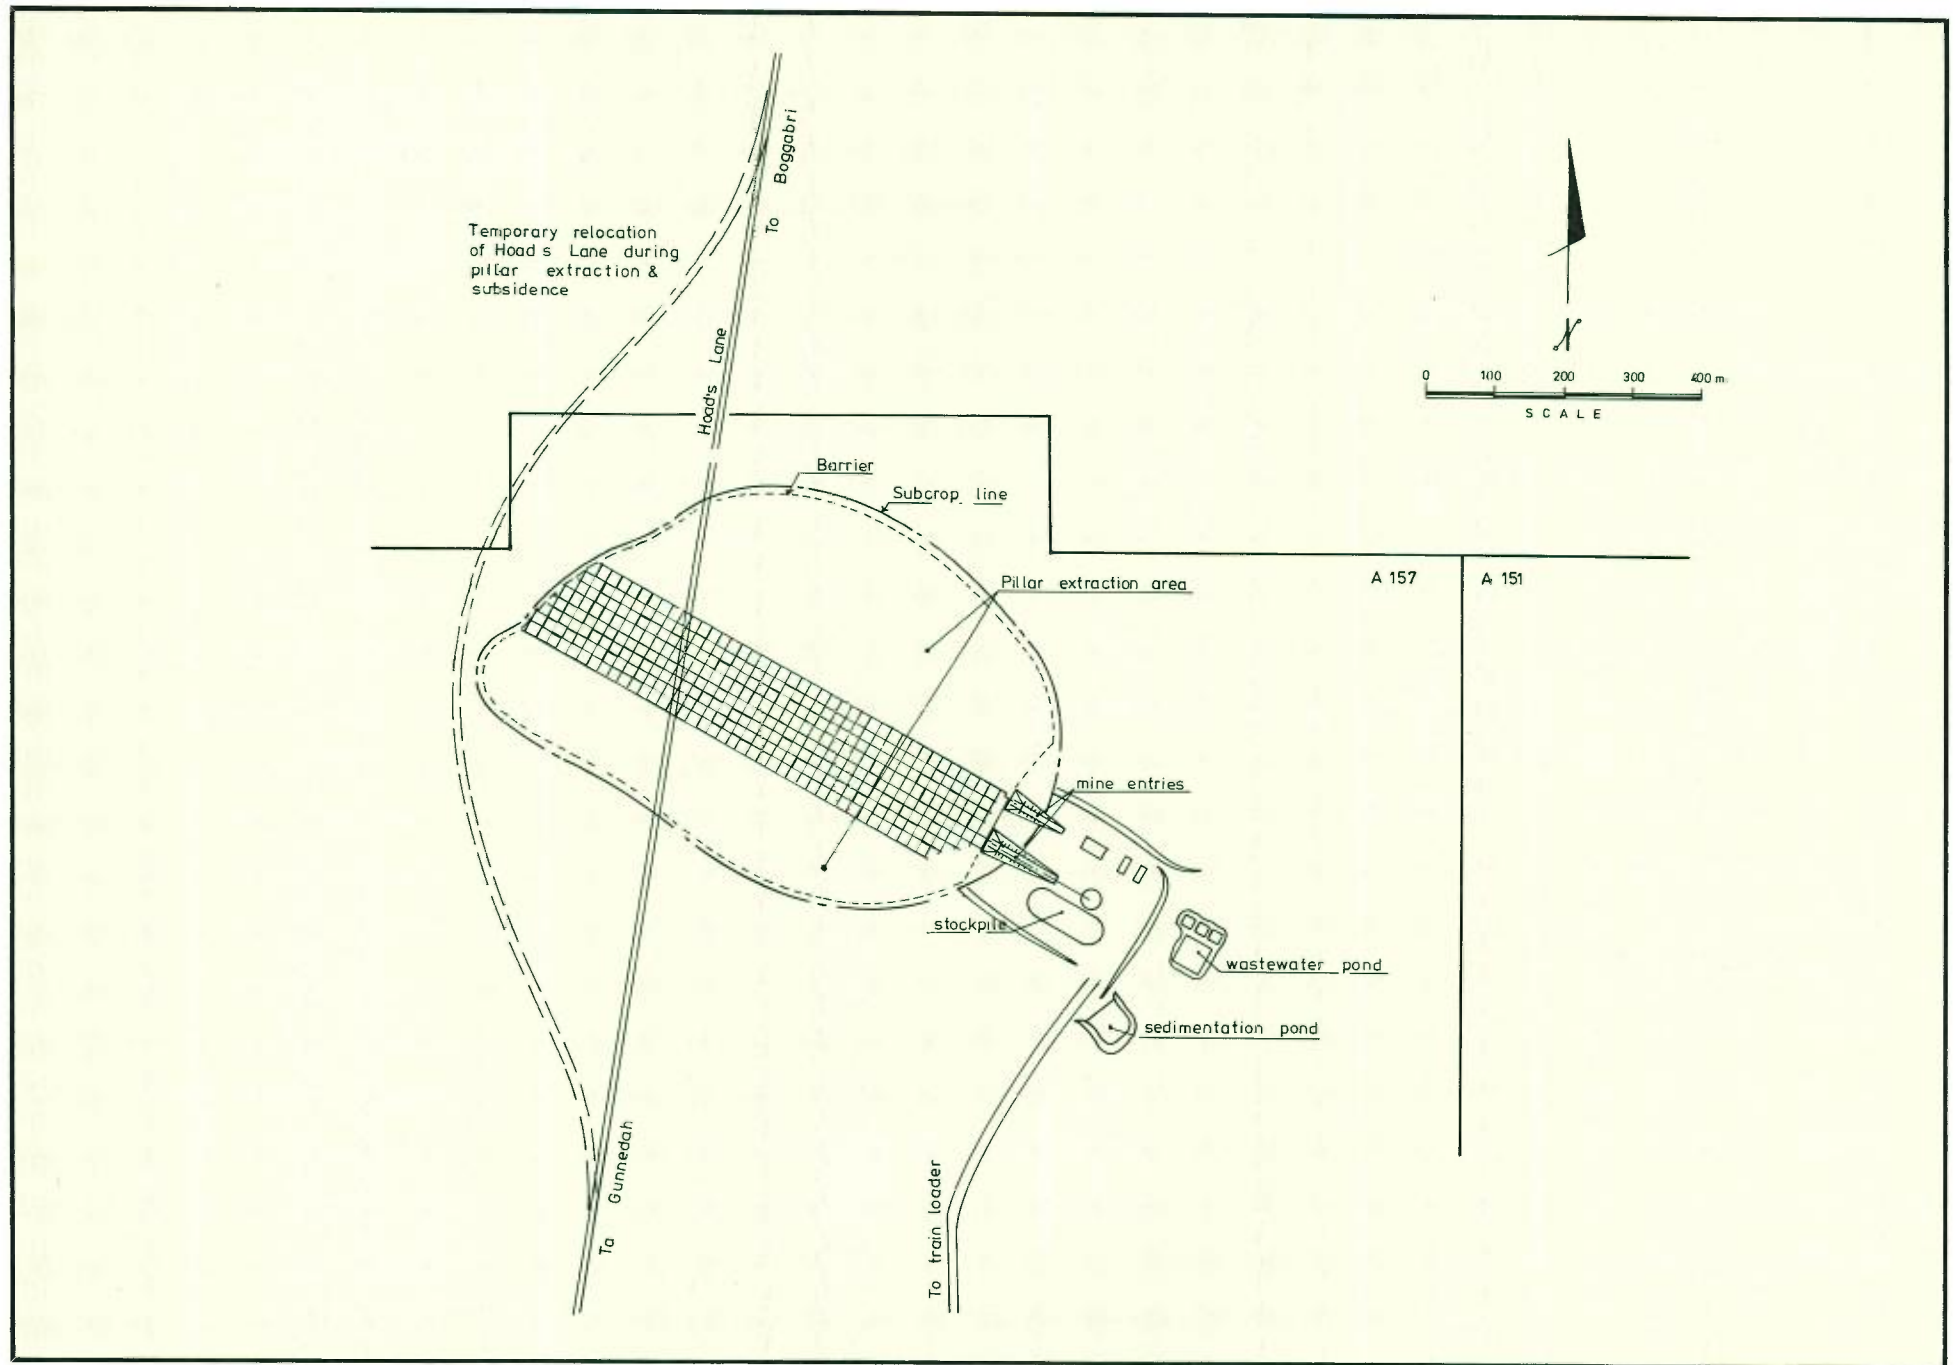 To Boggabri
Temporary relocation
of Hoad s Lane during
pillar extraction &
subsidence
Hoad's Lane
0 100 200 300 400 m
SCALE
Barrier
Subcrop line
Pillar extraction area
A 157
A 151
mine entries
stockpile
wastewater pond
sedimentation pond
To Gunnedah
To train loader